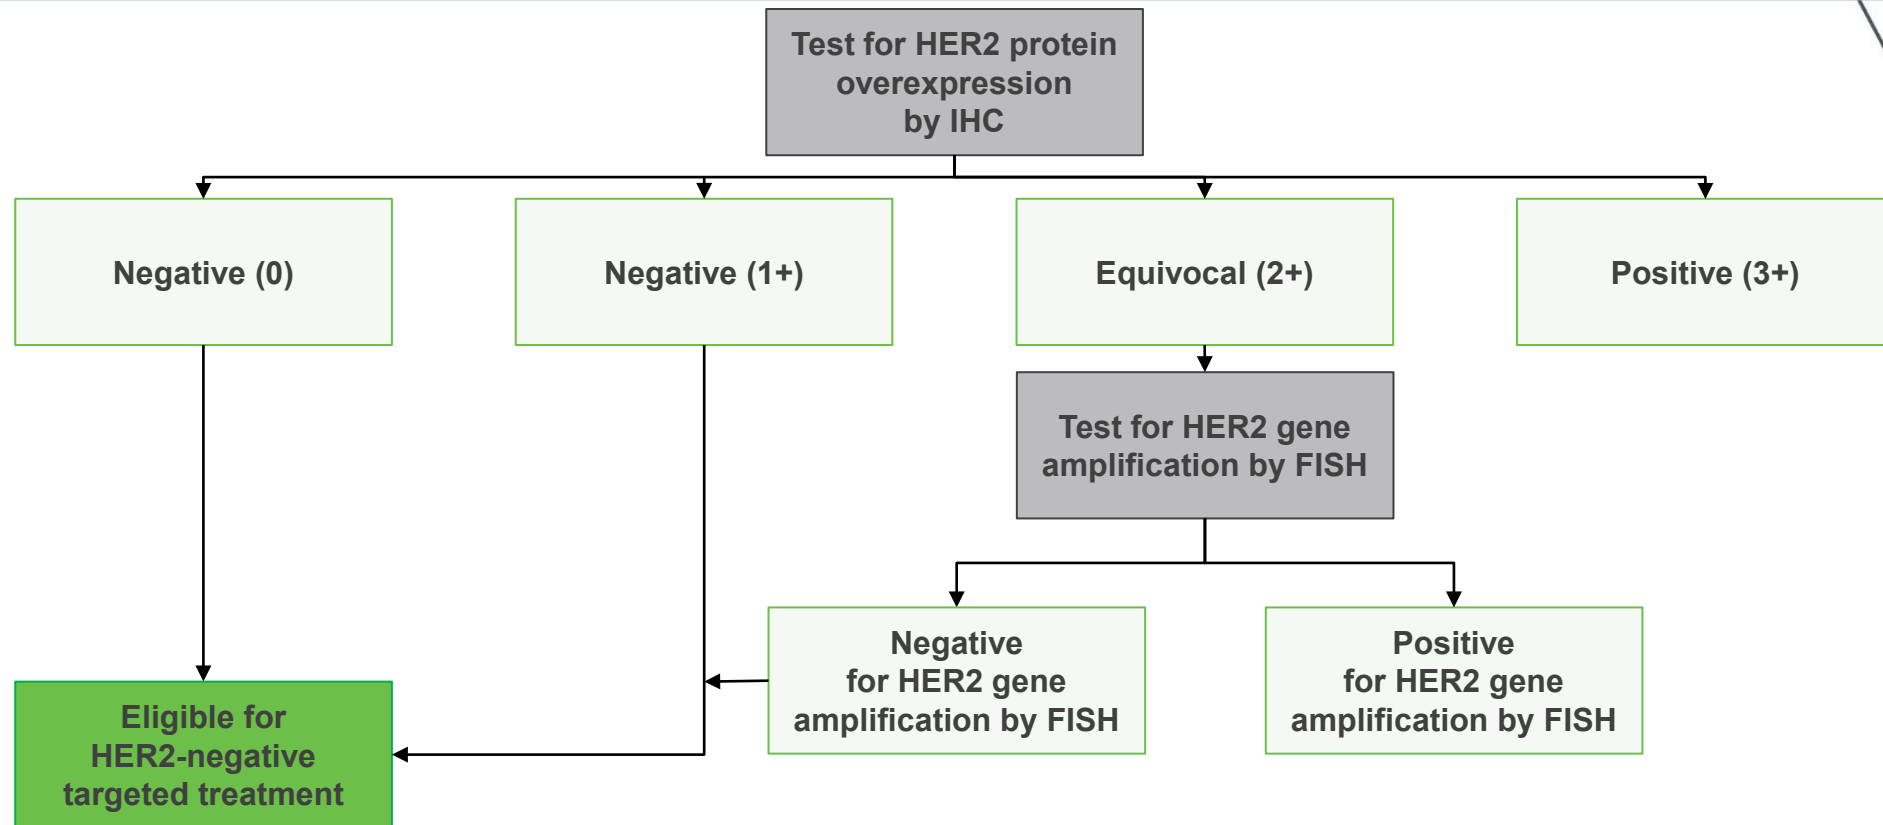 Test for HER2 protein
overexpression
by IHC
Negative (0)
Negative (1+)
Equivocal (2+)
Positive (3+)
Test for HER2 gene
amplification by FISH
Negative
for HER2 gene
amplification by FISH
Positive
for HER2 gene
amplification by FISH
Eligible for
HER2-negative
targeted treatment